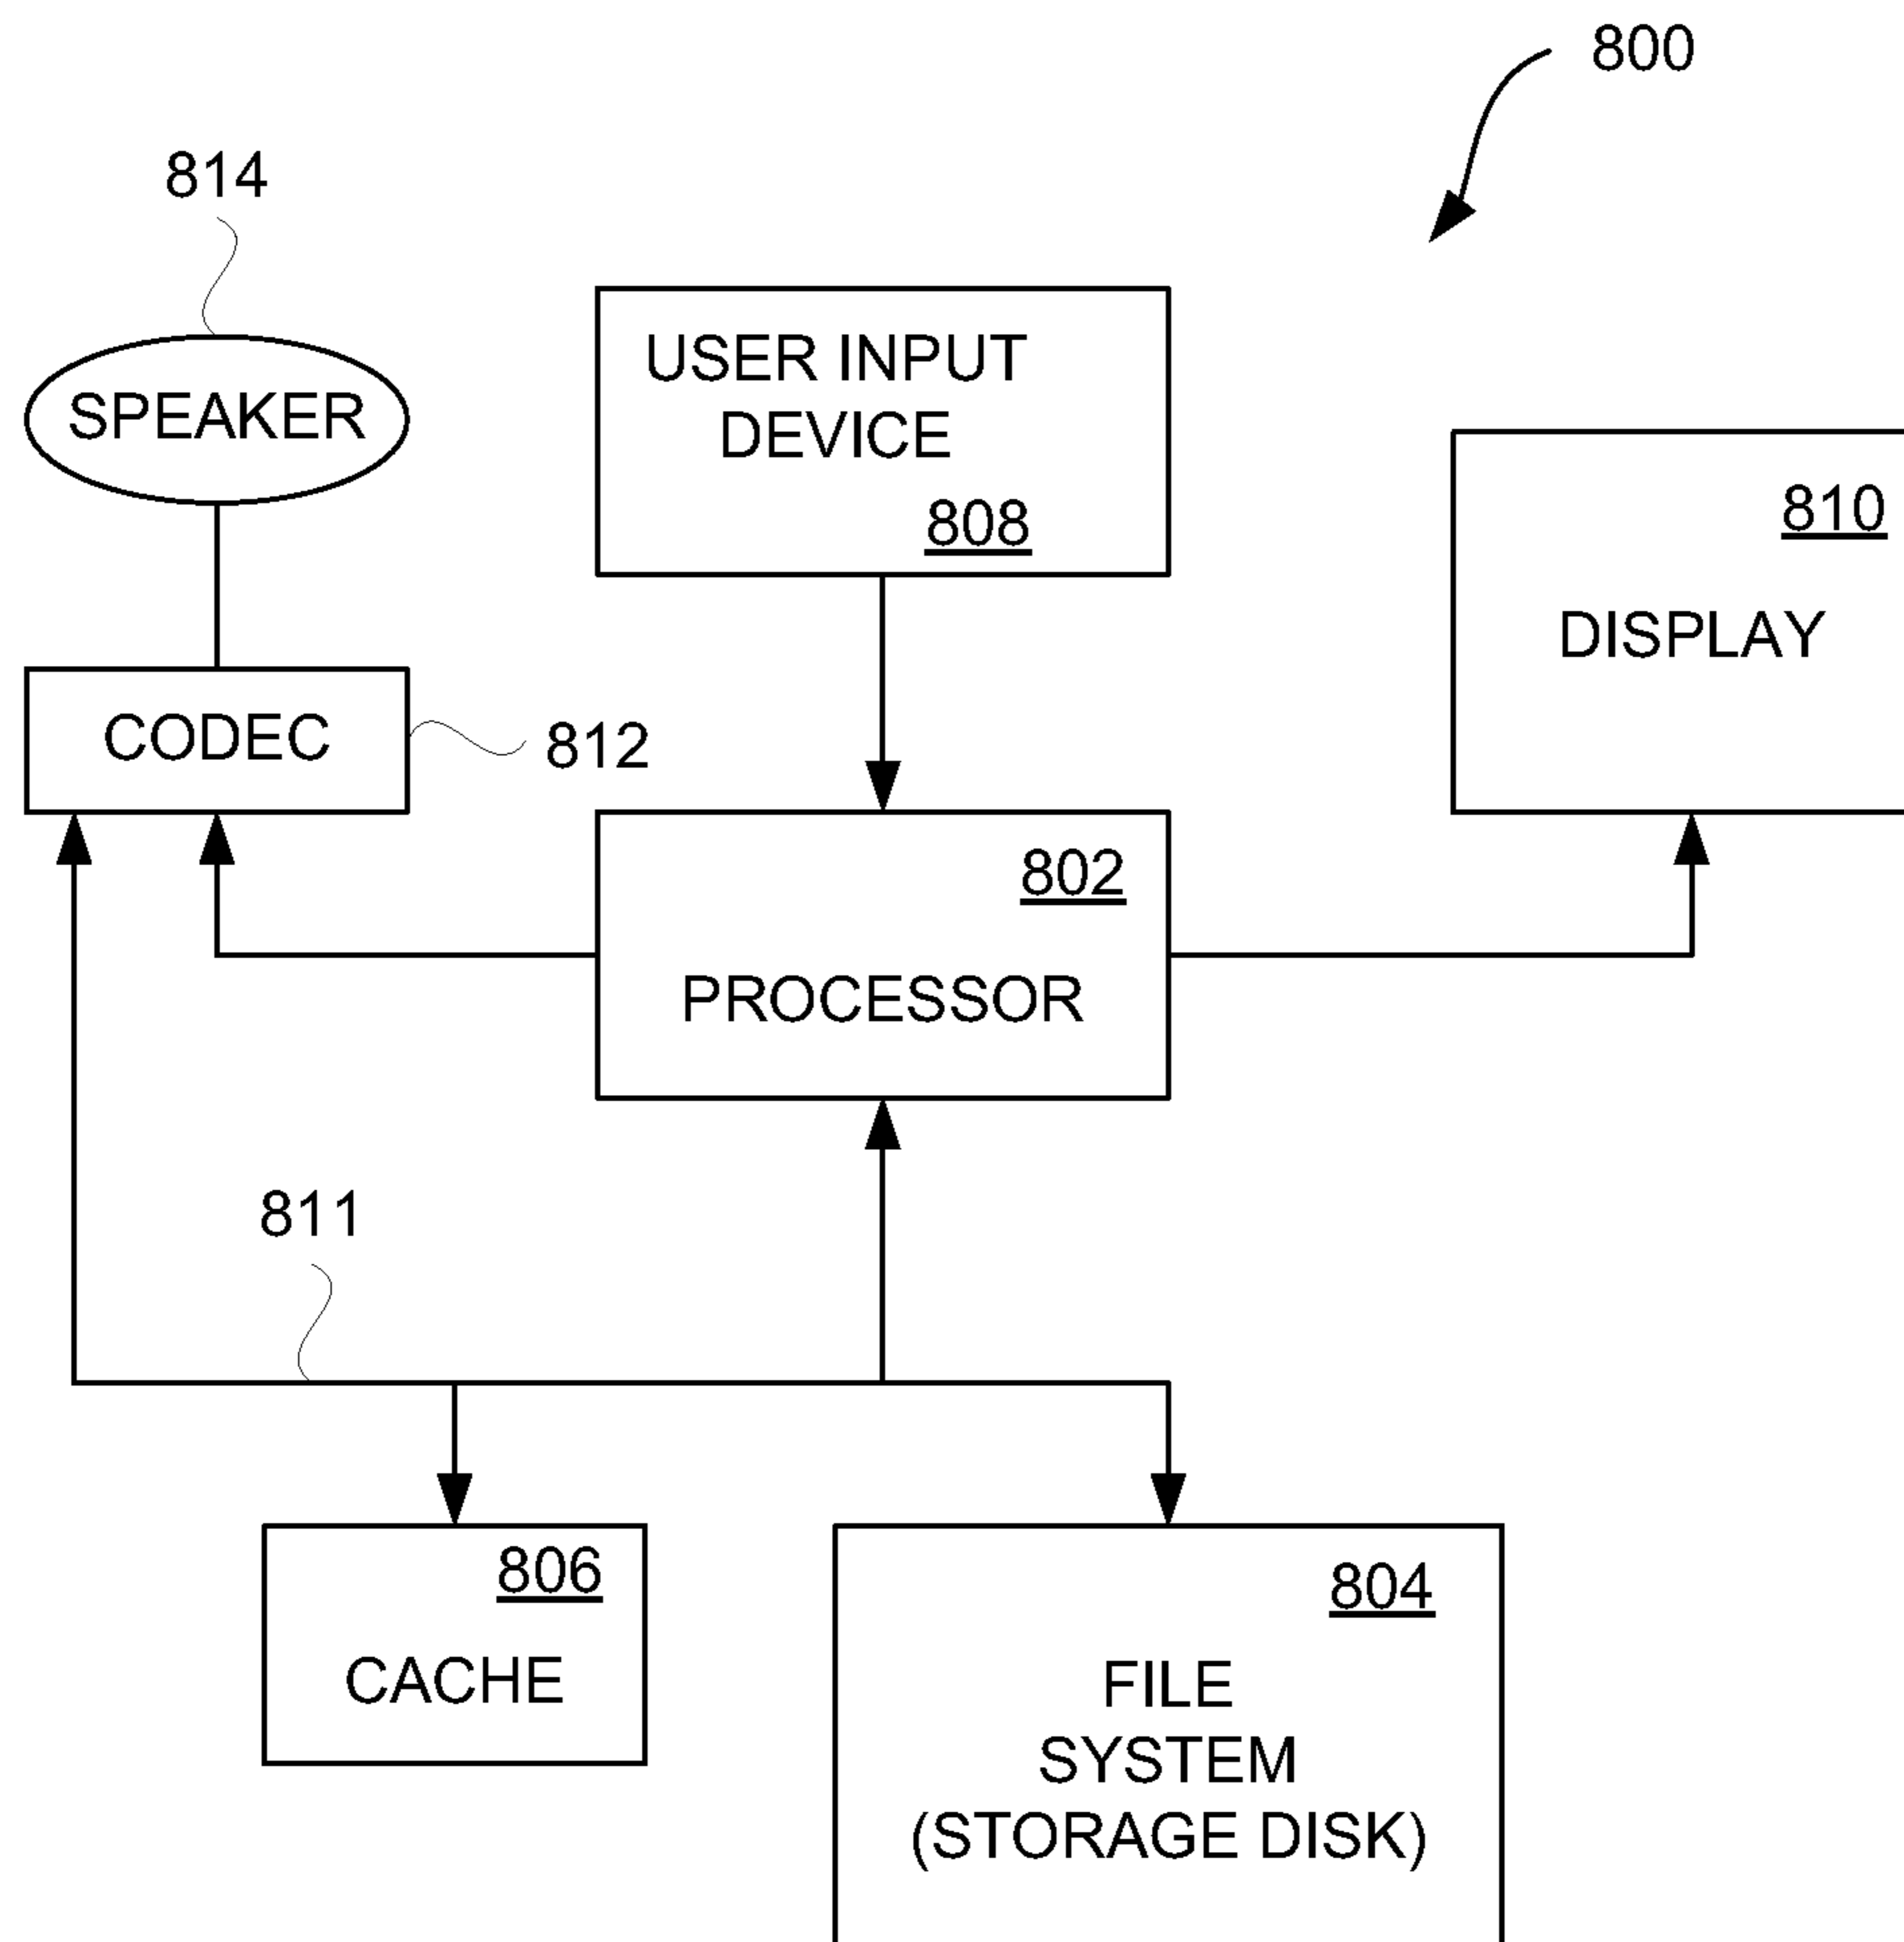 800
814
SPEAKER
USER INPUT
DEVICE
808
810
DISPLAY
CODEC
812
802
PROCESSOR
811
806
CACHE
804
FILE
SYSTEM
(STORAGE DISK)